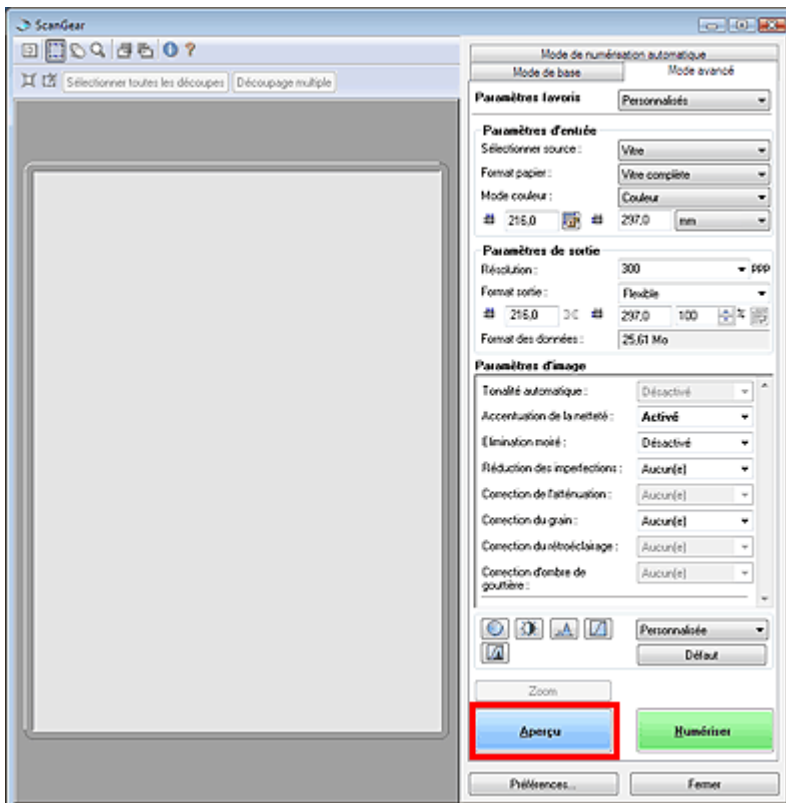 ScanGear
Sélectionner toutes les découpes Découpage multiple
Mode de numérisation automatique
Mode de base Mode avancé
Paramètres favoris Personnalisés
Paramètres d'entrée
Sélectionner source : Vitre
Format papier : Vitre complète
Mode couleur : Couleur
216,0 297,0 mm
Paramètres de sortie
Résolution : 300 ppp
Format sortie : Flexible
216,0 297,0 100 %
Format des données : 25,61 Mo
Paramètres d'image
Tonalité automatique : Désactivé
Accentuation de la netteté : Activé
Elimination moiré : Désactivé
Réduction des imperfections : Aucun(e)
Correction de l'atténuation : Aucun(e)
Correction du grain : Aucun(e)
Correction du rétroéclairage : Aucun(e)
Correction d'ombre de
gouttière : Aucun(e)
Personnalisée
Défaut
Zoom
Aperçu Numériser
Préférences... Fermer